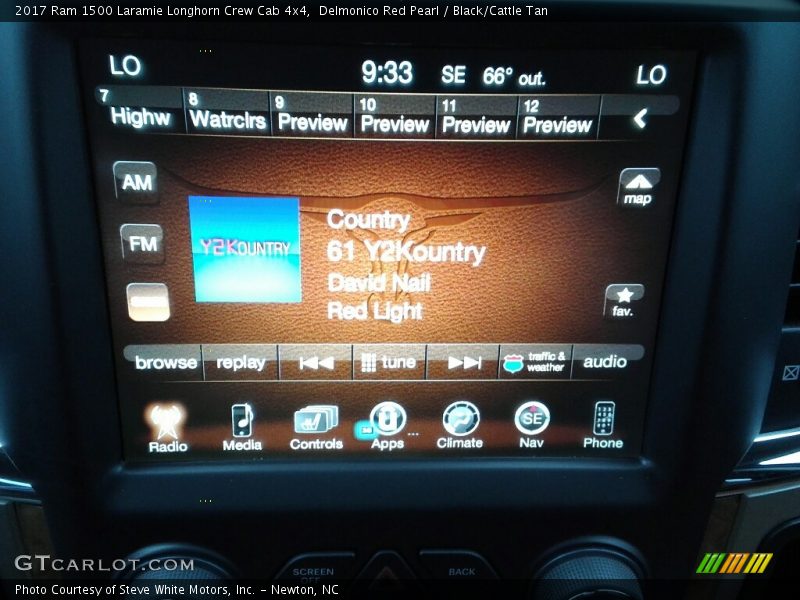 2017 Ram 1500 Laramie Longhorn Crew Cab 4x4,  Delmonico Red Pearl / Black/Cattle Tan
LO 9:33 SE 66° out. LO
7 Highw 8 Watrclrs 9 Preview 10 Preview 11 Preview 12 Preview
AM
map
FM
Y2KOUNTRY
Country
61 Y2Kountry
David Nail
Red Light
fav.
browse replay tune traffic & weather audio
Radio Media Controls Apps Climate SE Nav Phone
SCREEN OFF BACK
GTCARLOT.COM
Photo Courtesy of Steve White Motors, Inc. – Newton, NC